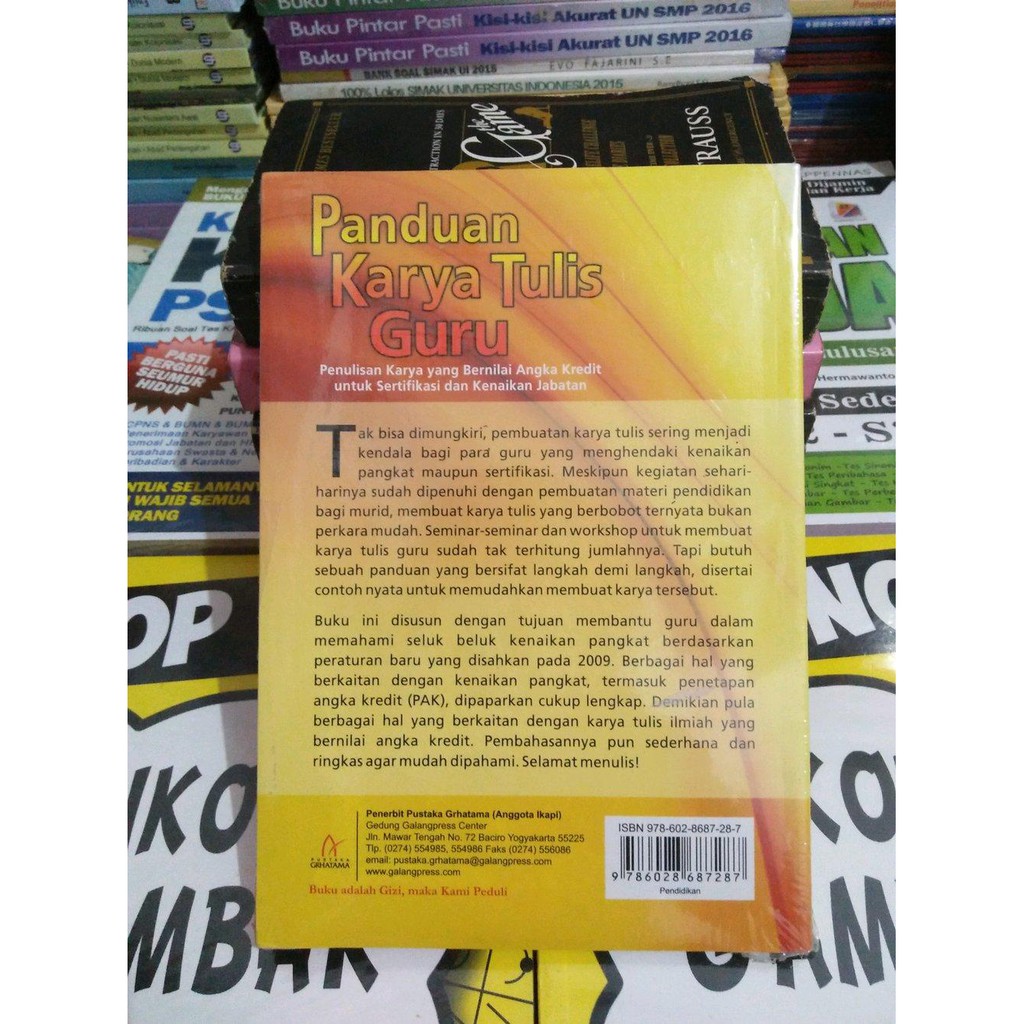 Buku Pintar Pasti Kisi-kisi Akurat UN SMP 2016
Buku Pintar Pasti Kisi-kisi Akurat UN SMP 2016
BANK SOAL SIMAK UI 2015 EVO FAJARINI S.E
100% Lolos SIMAK UNIVERSITAS INDONESIA 2015
the Game
Panduan
Karya Tulis
Guru
Penulisan Karya yang Bernilai Angka Kredit
untuk Sertifikasi dan Kenaikan Jabatan
Tak bisa dimungkiri, pembuatan karya tulis sering menjadi
kendala bagi para guru yang menghendaki kenaikan
pangkat maupun sertifikasi. Meskipun kegiatan sehari-
harinya sudah dipenuhi dengan pembuatan materi pendidikan
bagi murid, membuat karya tulis yang berbobot ternyata bukan
perkara mudah. Seminar-seminar dan workshop untuk membuat
karya tulis guru sudah tak terhitung jumlahnya. Tapi butuh
sebuah panduan yang bersifat langkah demi langkah, disertai
contoh nyata untuk memudahkan membuat karya tersebut.
Buku ini disusun dengan tujuan membantu guru dalam
memahami seluk beluk kenaikan pangkat berdasarkan
peraturan baru yang disahkan pada 2009. Berbagai hal yang
berkaitan dengan kenaikan pangkat, termasuk penetapan
angka kredit (PAK), dipaparkan cukup lengkap. Demikian pula
berbagai hal yang berkaitan dengan karya tulis ilmiah yang
bernilai angka kredit. Pembahasannya pun sederhana dan
ringkas agar mudah dipahami. Selamat menulis!
PUSTAKA
GRHATAMA
Penerbit Pustaka Grhatama (Anggota Ikapi)
Gedung Galangpress Center
Jln. Mawar Tengah No. 72 Baciro Yogyakarta 55225
Tlp. (0274) 554985, 554986 Faks (0274) 556086
email: pustaka.grhatama@galangpress.com
www.galangpress.com
Buku adalah Gizi, maka Kami Peduli
ISBN 978-602-8687-28-7
9 786028 687287
Pendidikan
PASTI
BERGUNA
SEUMUR
HIDUP
WAJIB SEMUA
ORANG
Dijamin
Hermawanto